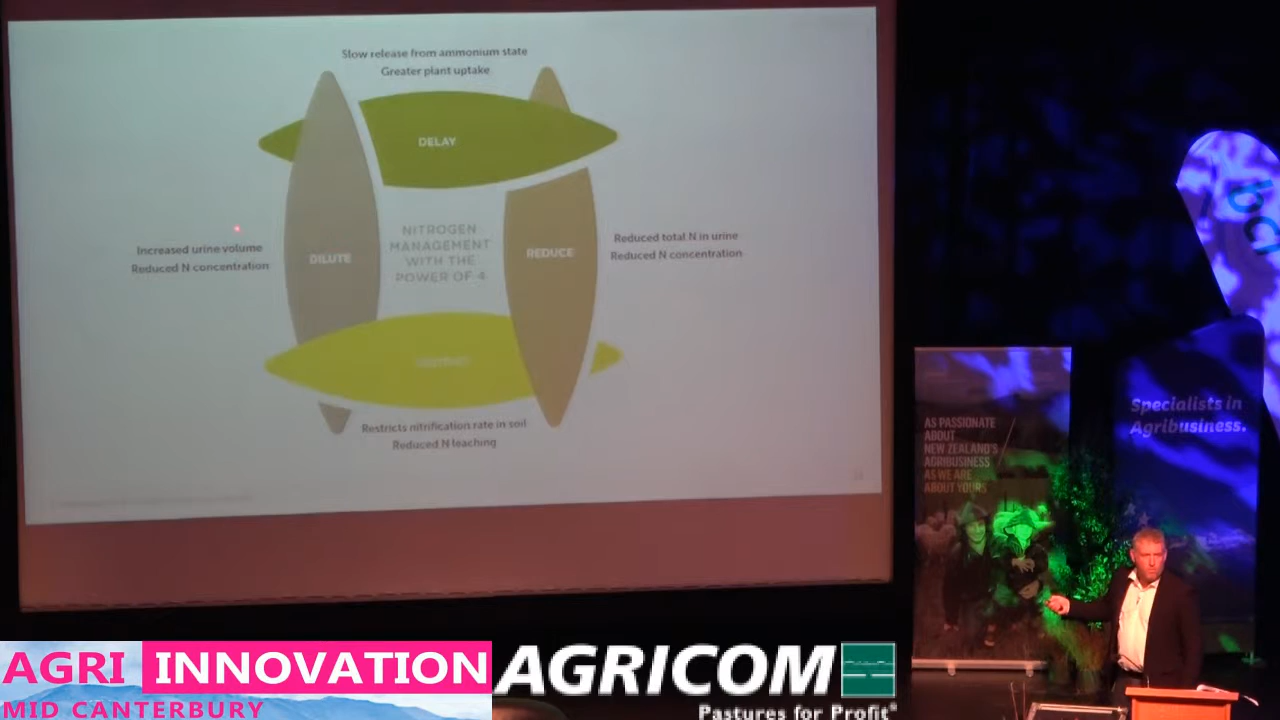 Slow release from ammonium state
Greater plant uptake
DELAY
Increased urine volume
Reduced N concentration
DILUTE
NITROGEN
MANAGEMENT
WITH THE
POWER OF 4
REDUCE
Reduced total N in urine
Reduced N concentration
Restricts nitrification rate in soil
Reduced N leaching
AS PASSIONATE
ABOUT
NEW ZEALAND'S
AGRIBUSINESS
AS WE ARE
ABOUT YOURS
Specialists in
Agribusiness.
AGRI INNOVATION
MID CANTERBURY
AGRICOM
Pastures for Profit®